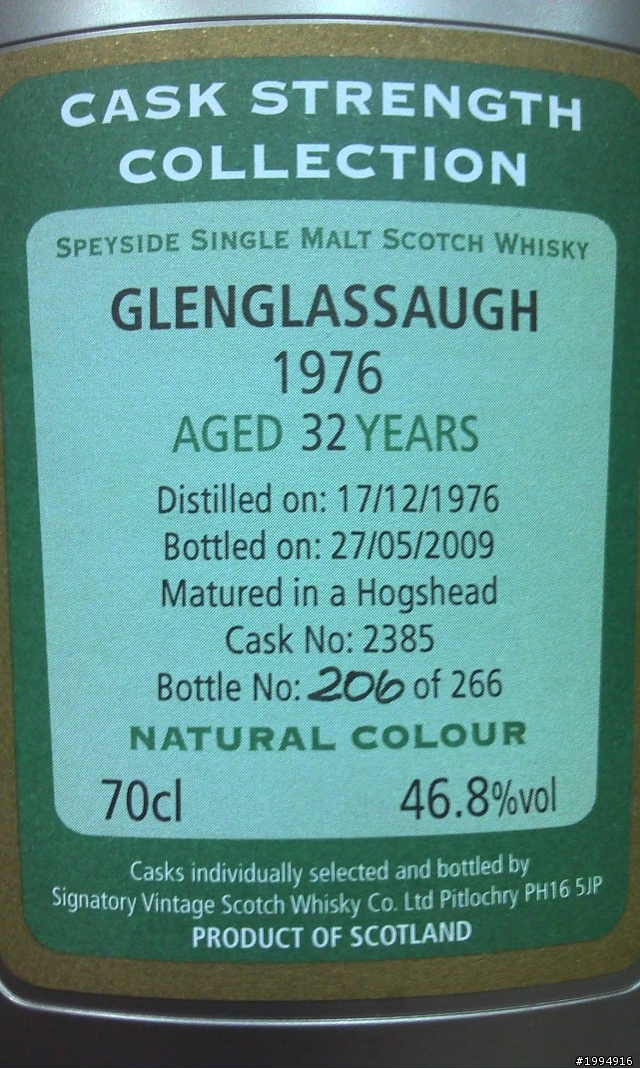 CASK STRENGTH
COLLECTION
SPEYSIDE SINGLE MALT SCOTCH WHISKY
GLENGLASSAUGH
1976
AGED 32 YEARS
Distilled on: 17/12/1976
Bottled on: 27/05/2009
Matured in a Hogshead
Cask No: 2385
Bottle No: 206 of 266
NATURAL COLOUR
70cl 46.8%vol
Casks individually selected and bottled by
Signatory Vintage Scotch Whisky Co. Ltd Pitlochry PH16 5JP
PRODUCT OF SCOTLAND
#1994916